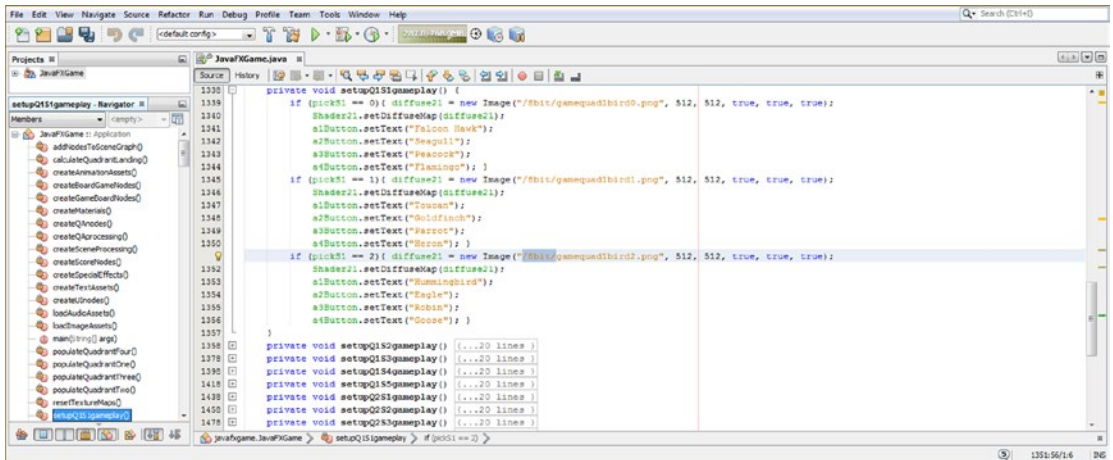 File Edit View Navigate Source Refactor Run Debug Profile Team Tools Window Help
Search (Ctrl+I)
<default config>
Projects
JavaFXGame.java
JavaFXGame
Source History
setupQ1S1gameplay - Navigator
Members <empty>
JavaFXGame :: Application
addNodesToSceneGraph()
calculateQuadrantLanding()
createAnimationAssets()
createBoardGameNodes()
createGameBoardNodes()
createMaterials()
createQAnodes()
createQAprocessing()
createSceneProcessing()
createScoreNodes()
createSpecialEffects()
createTextAssets()
createUInodes()
loadAudioAssets()
loadImageAssets()
main(String[] args)
populateQuadrantFour()
populateQuadrantOne()
populateQuadrantThree()
populateQuadrantTwo()
resetTextureMaps()
setupQ1S1gameplay()
1338 private void setupQ1S1gameplay() {
1339 if (pickS1 == 0){ diffuse21 = new Image("/8bit/gamequad1bird0.png", 512, 512, true, true, true);
1340 Shader21.setDiffuseMap(diffuse21);
1341 a1Button.setText("Falcon Hawk");
1342 a2Button.setText("Seagull");
1343 a3Button.setText("Peacock");
1344 a4Button.setText("Flamingo"); }
1345 if (pickS1 == 1){ diffuse21 = new Image("/8bit/gamequad1bird1.png", 512, 512, true, true, true);
1346 Shader21.setDiffuseMap(diffuse21);
1347 a1Button.setText("Toucan");
1348 a2Button.setText("Goldfinch");
1349 a3Button.setText("Parrot");
1350 a4Button.setText("Heron"); }
if (pickS1 == 2){ diffuse21 = new Image("/8bit/gamequad1bird2.png", 512, 512, true, true, true);
1352 Shader21.setDiffuseMap(diffuse21);
1353 a1Button.setText("Hummingbird");
1354 a2Button.setText("Eagle");
1355 a3Button.setText("Robin");
1356 a4Button.setText("Goose"); }
1357 }
1358 private void setupQ1S2gameplay() {...20 lines }
1378 private void setupQ1S3gameplay() {...20 lines }
1398 private void setupQ1S4gameplay() {...20 lines }
1418 private void setupQ1S5gameplay() {...20 lines }
1438 private void setupQ2S1gameplay() {...20 lines }
1458 private void setupQ2S2gameplay() {...20 lines }
1478 private void setupQ2S3gameplay() {...20 lines }
javafxgame.JavaFXGame setupQ1S1gameplay if (pickS1 == 2)
1351:56/1:6 INS